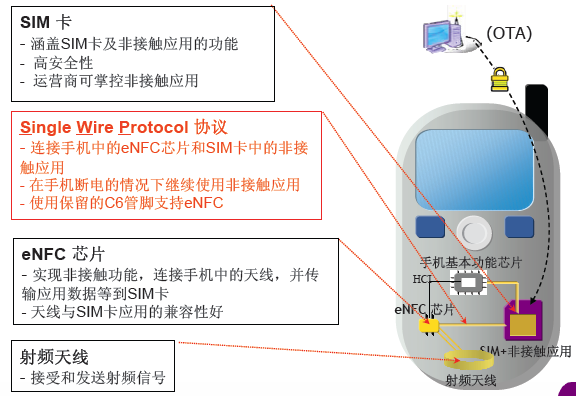 SIM 卡
- 涵盖SIM卡及非接触应用的功能
- 高安全性
- 运营商可掌控非接触应用
(OTA)
Single Wire Protocol 协议
- 连接手机中的eNFC芯片和SIM卡中的非接
触应用
- 在手机断电的情况下继续使用非接触应用
- 使用保留的C6管脚支持eNFC
eNFC 芯片
- 实现非接触功能，连接手机中的天线，并传
输应用数据等到SIM卡
- 天线与SIM卡应用的兼容性好
射频天线
- 接受和发送射频信号
手机基本功能芯片
HCI
eNFC 芯片
SIM+非接触应用
射频天线